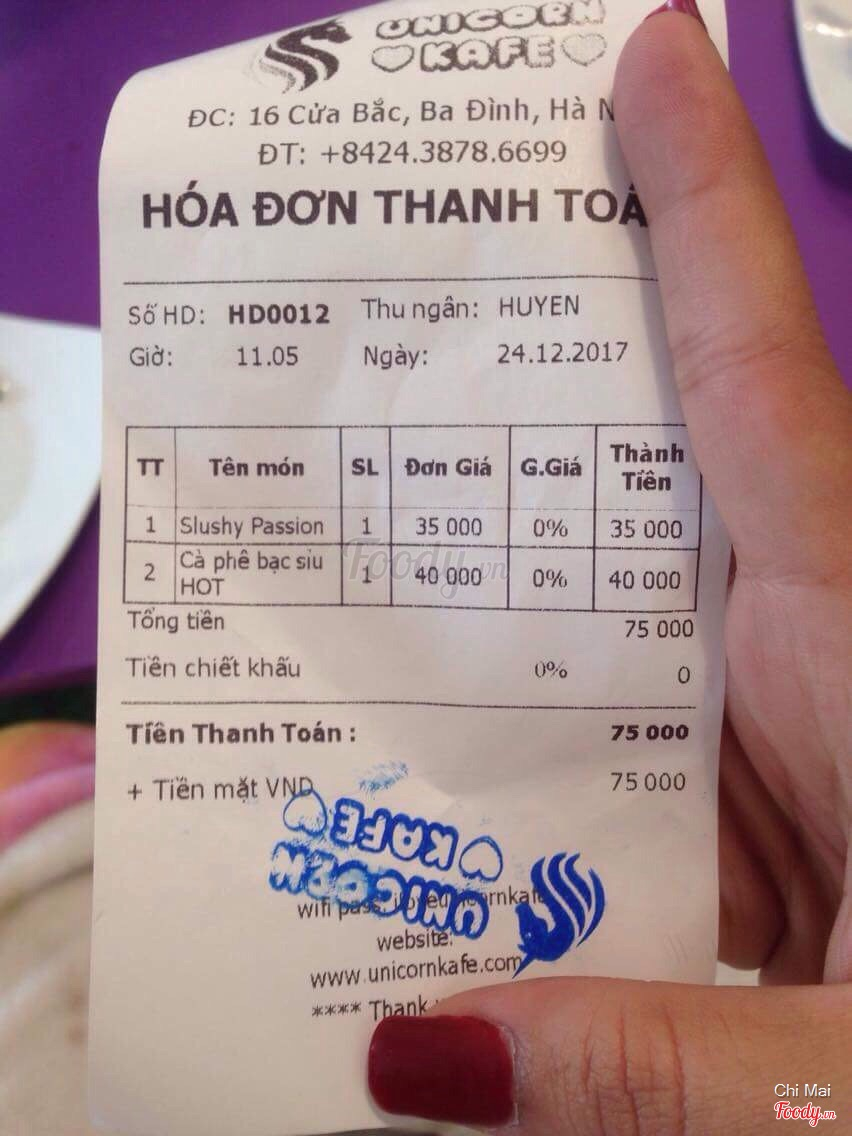 UNICORN
KAFE
ĐC: 16 Cửa Bắc, Ba Đình, Hà
ĐT: +8424.3878.6699
HÓA ĐƠN THANH
Số HD: HD0012 Thu ngân: HUYEN
Giờ: 11.05 Ngày: 24.12.2017
TT Tên món SL Đơn Giá G.Giá Thành Tiền
1 Slushy Passion 1 35 000 0% 35 000
2 Cà phê bạc sỉu HOT 1 40 000 0% 40 000
Tổng tiền 75 000
Tiền chiết khấu 0% 0
Tiền Thanh Toán : 75 000
+ Tiền mặt VND 75 000
KAFE
UNICORN
wifi pass:
website:
www.unicornkafe.com
**** Thank
Foody.vn
Chi Mai
Foody.vn